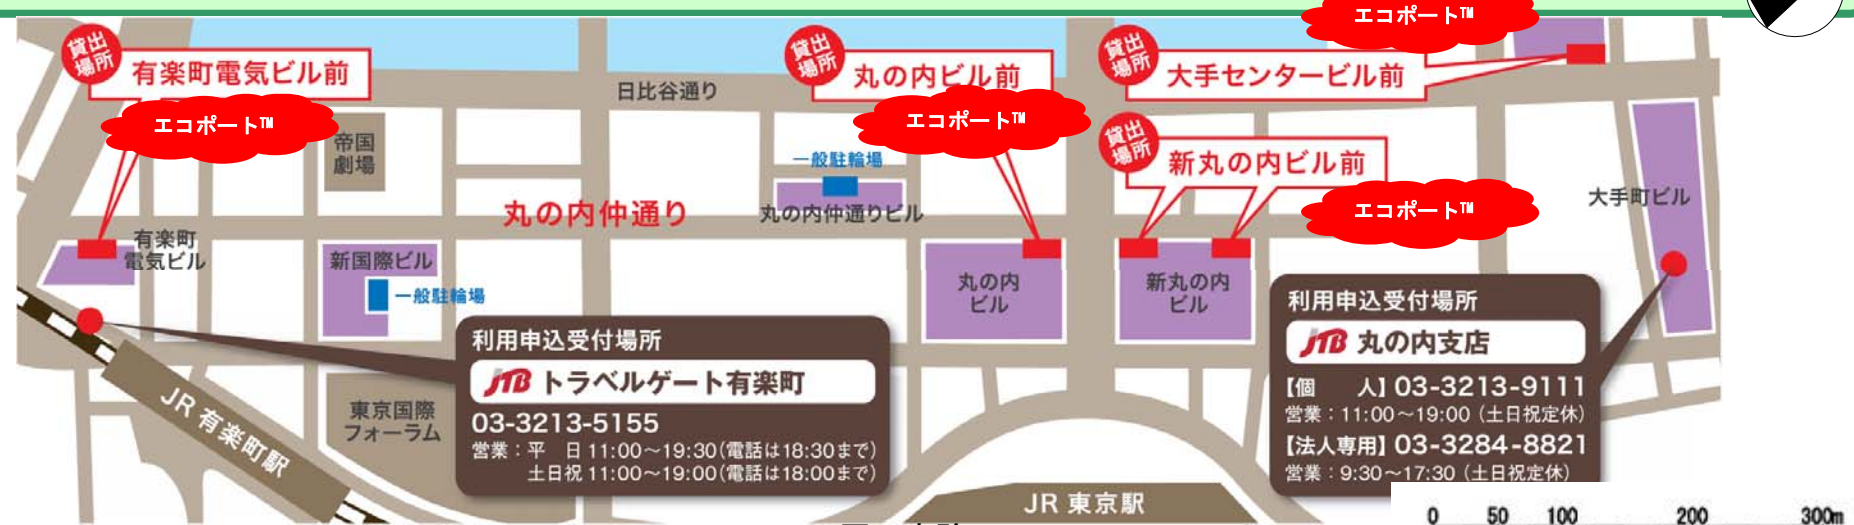 エコポート™
貸出
場所
有楽町電気ビル前
エコポート™
貸出
場所
丸の内ビル前
エコポート™
貸出
場所
大手センタービル前
日比谷通り
帝国
劇場
一般駐輪場
丸の内仲通りビル
丸の内仲通り
貸出
場所
新丸の内ビル前
エコポート™
大手町ビル
有楽町
電気ビル
新国際ビル
一般駐輪場
丸の内
ビル
新丸の内
ビル
利用申込受付場所
JTB トラベルゲート有楽町
03-3213-5155
営業：平　日 11:00～19:30(電話は18:30まで)
土日祝 11:00～19:00(電話は18:00まで)
利用申込受付場所
JTB 丸の内支店
【個　人】03-3213-9111
営業：11:00～19:00（土日祝定休）
【法人専用】03-3284-8821
営業：9:30～17:30（土日祝定休）
東京国際
フォーラム
JR 有楽町駅
JR 東京駅
0 50 100 200 300m